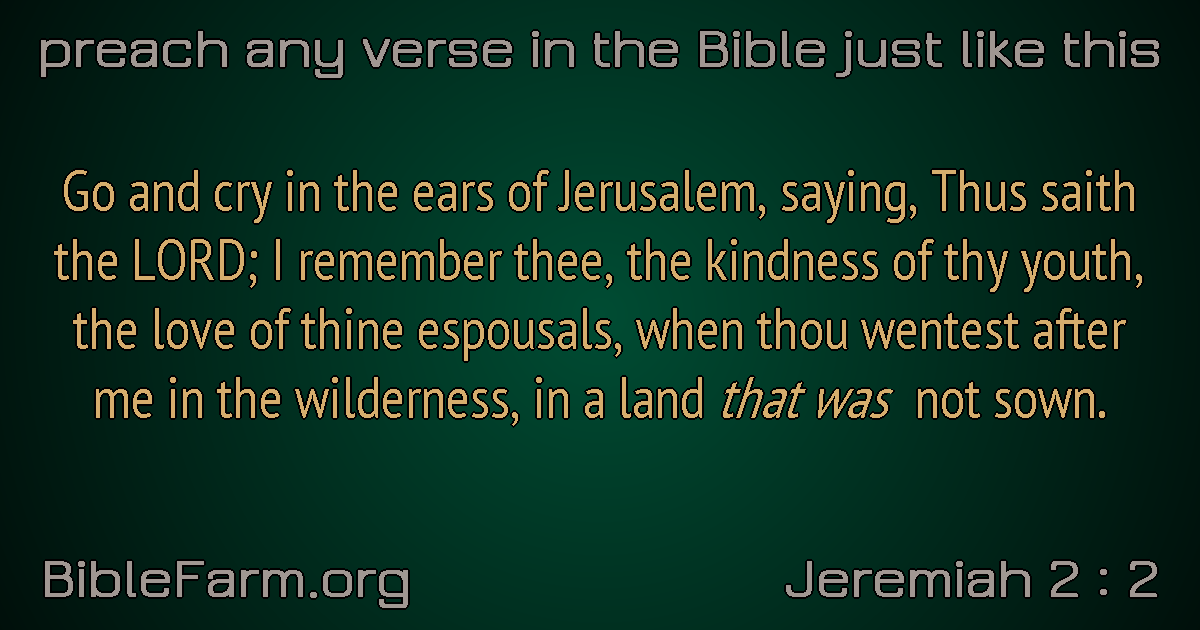 preach any verse in the Bible just like this
Go and cry in the ears of Jerusalem, saying, Thus saith
the LORD; I remember thee, the kindness of thy youth,
the love of thine espousals, when thou wentest after
me in the wilderness, in a land that was not sown.
BibleFarm.org
Jeremiah 2 : 2